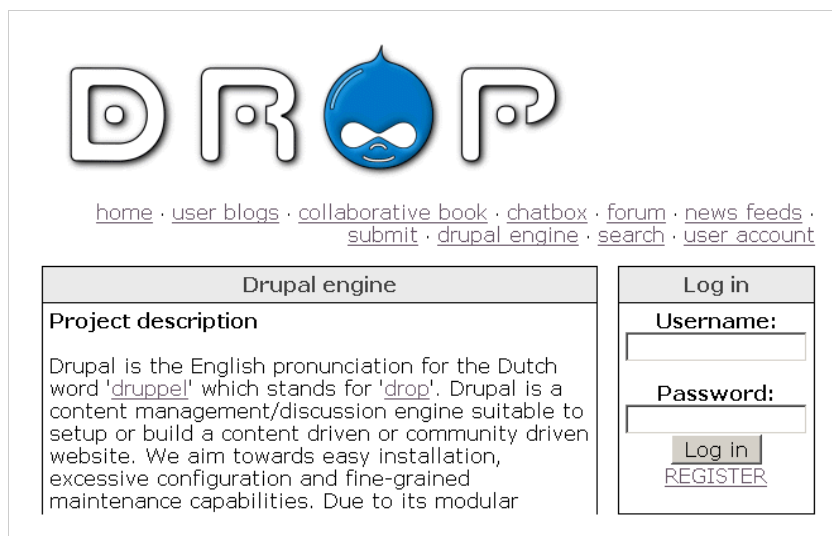 DROP
home · user blogs · collaborative book · chatbox · forum · news feeds ·
submit · drupal engine · search · user account
Drupal engine
Project description
Drupal is the English pronunciation for the Dutch
word 'druppel' which stands for 'drop'. Drupal is a
content management/discussion engine suitable to
setup or build a content driven or community driven
website. We aim towards easy installation,
excessive configuration and fine-grained
maintenance capabilities. Due to its modular
Log in
Username:
Password:
Log in
REGISTER